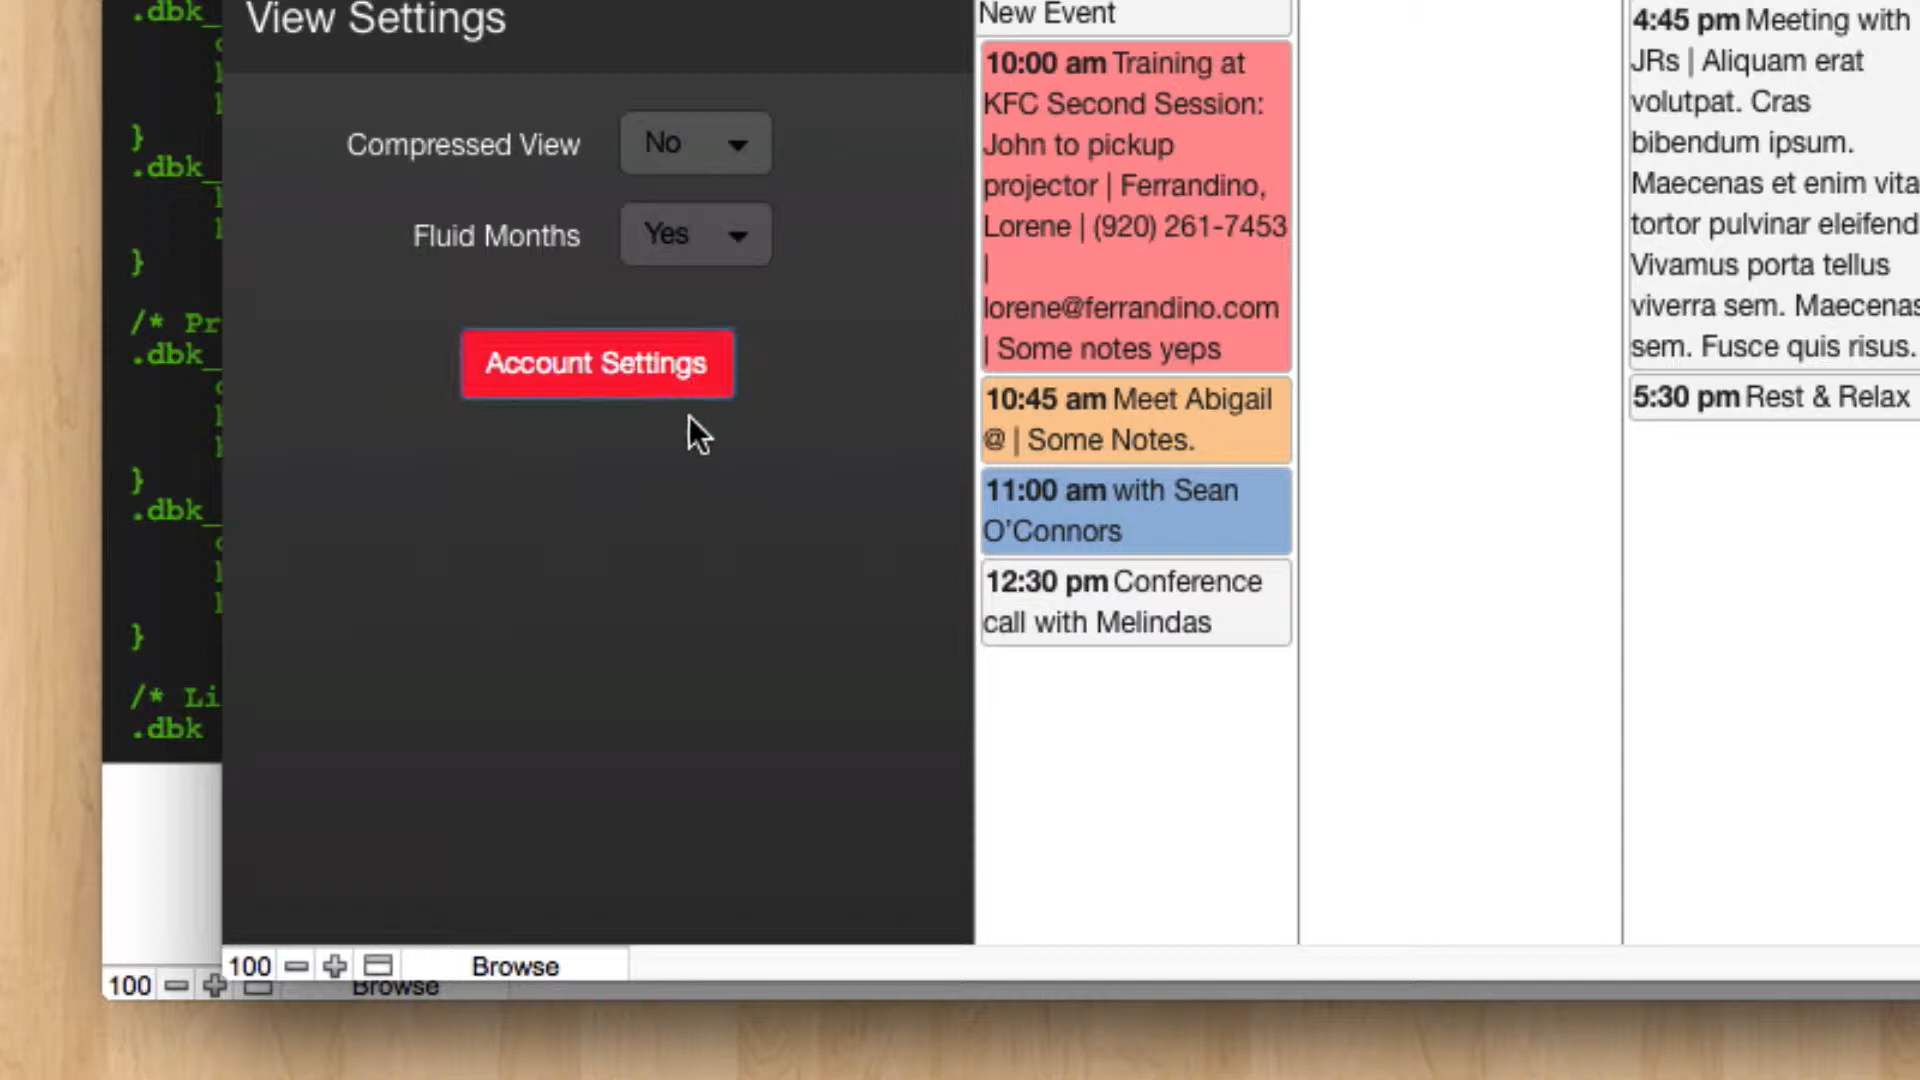 .dbk_
}
.dbk_
}
/* Pr
.dbk_
}
.dbk_
}
/* Li
.dbk
View Settings
Compressed View No
Fluid Months Yes
Account Settings
New Event
10:00 am Training at
KFC Second Session:
John to pickup
projector | Ferrandino,
Lorene | (920) 261-7453
|
lorene@ferrandino.com
| Some notes yeps
10:45 am Meet Abigail
@ | Some Notes.
11:00 am with Sean
O'Connors
12:30 pm Conference
call with Melindas
4:45 pm Meeting with
JRs | Aliquam erat
volutpat. Cras
bibendum ipsum.
Maecenas et enim vita
tortor pulvinar eleifend
Vivamus porta tellus
viverra sem. Maecenas
sem. Fusce quis risus.
5:30 pm Rest & Relax
100 Browse
100 Browse